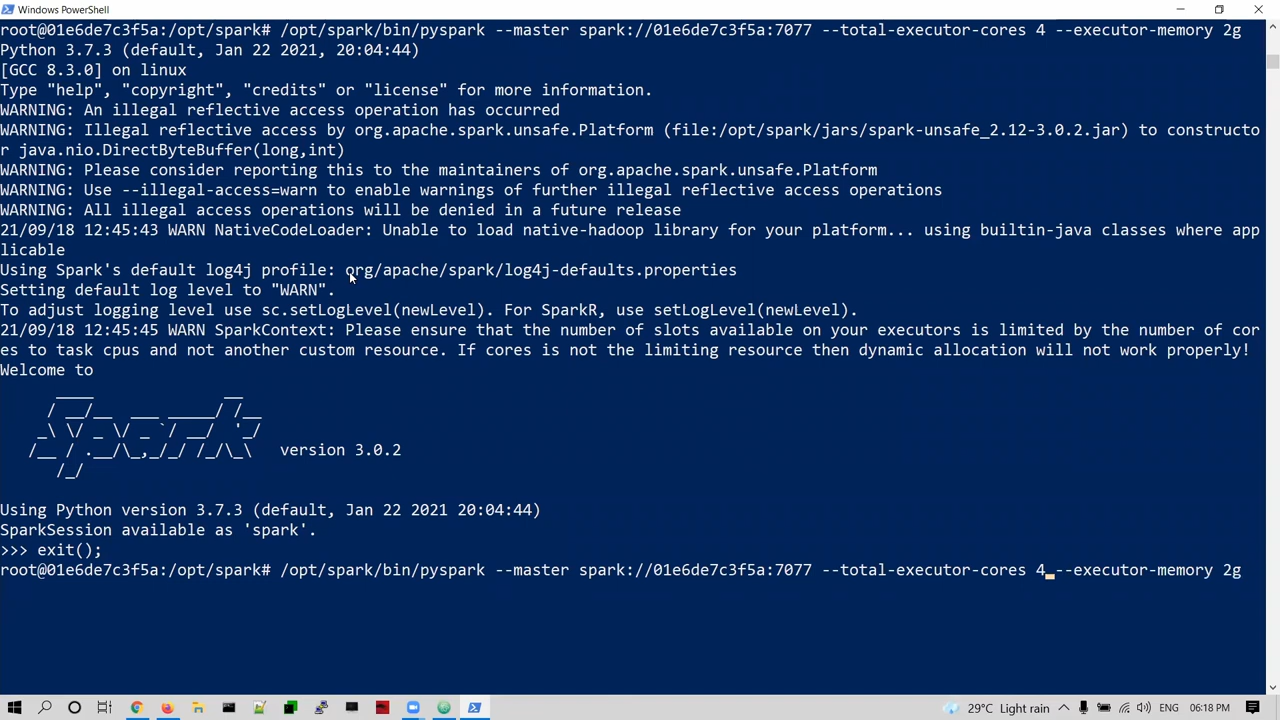 Windows PowerShell
root@01e6de7c3f5a:/opt/spark# /opt/spark/bin/pyspark --master spark://01e6de7c3f5a:7077 --total-executor-cores 4 --executor-memory 2g
Python 3.7.3 (default, Jan 22 2021, 20:04:44)
[GCC 8.3.0] on linux
Type "help", "copyright", "credits" or "license" for more information.
WARNING: An illegal reflective access operation has occurred
WARNING: Illegal reflective access by org.apache.spark.unsafe.Platform (file:/opt/spark/jars/spark-unsafe_2.12-3.0.2.jar) to constructo
r java.nio.DirectByteBuffer(long,int)
WARNING: Please consider reporting this to the maintainers of org.apache.spark.unsafe.Platform
WARNING: Use --illegal-access=warn to enable warnings of further illegal reflective access operations
WARNING: All illegal access operations will be denied in a future release
21/09/18 12:45:43 WARN NativeCodeLoader: Unable to load native-hadoop library for your platform... using builtin-java classes where app
licable
Using Spark's default log4j profile: org/apache/spark/log4j-defaults.properties
Setting default log level to "WARN".
To adjust logging level use sc.setLogLevel(newLevel). For SparkR, use setLogLevel(newLevel).
21/09/18 12:45:45 WARN SparkContext: Please ensure that the number of slots available on your executors is limited by the number of cor
es to task cpus and not another custom resource. If cores is not the limiting resource then dynamic allocation will not work properly!
Welcome to
Spark version 3.0.2
Using Python version 3.7.3 (default, Jan 22 2021 20:04:44)
SparkSession available as 'spark'.
>>> exit();
root@01e6de7c3f5a:/opt/spark# /opt/spark/bin/pyspark --master spark://01e6de7c3f5a:7077 --total-executor-cores 4 --executor-memory 2g
29°C Light rain ENG 06:18 PM